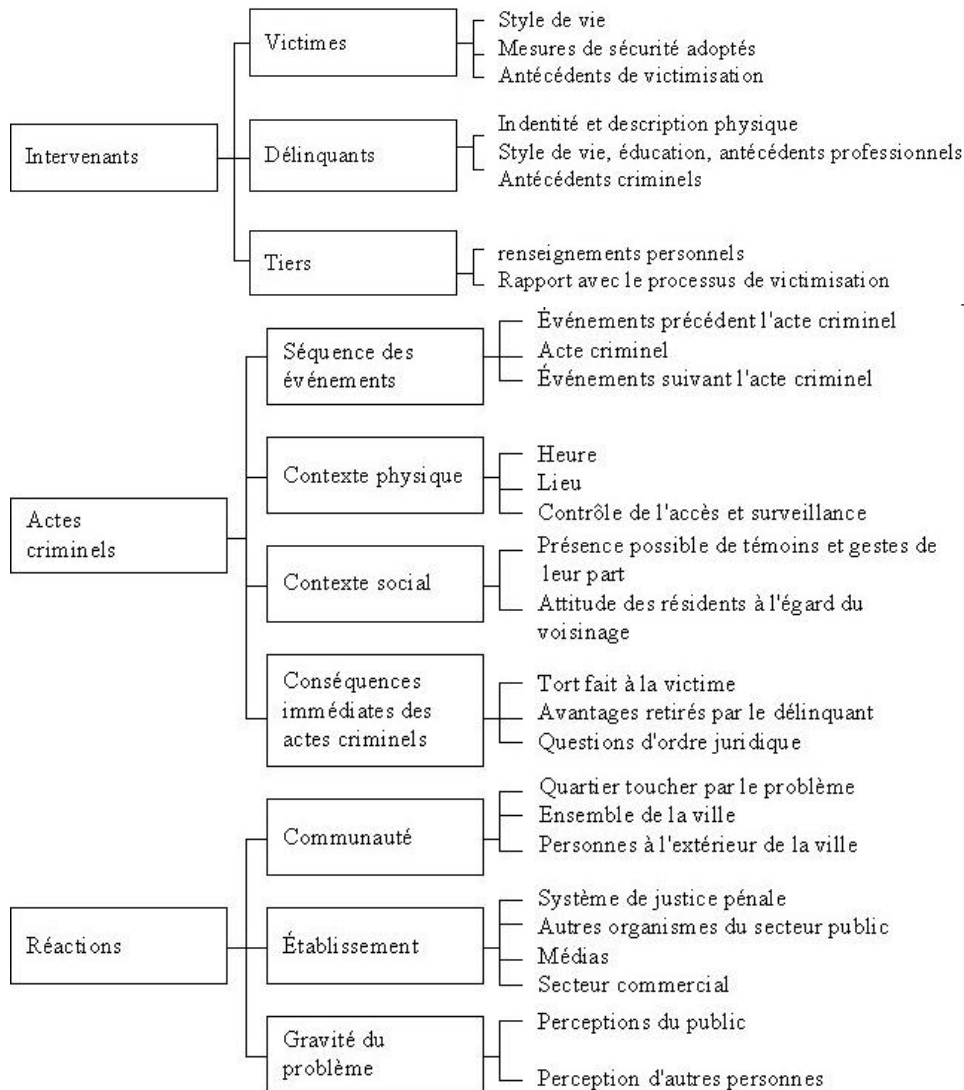 Intervenants
Victimes
Style de vie
Mesures de sécurité adoptés
Antécédents de victimisation
Délinquants
Indentité et description physique
Style de vie, éducation, antécédents professionnels
Antécédents criminels
Tiers
renseignements personnels
Rapport avec le processus de victimisation
Actes
criminels
Séquence des
événements
Événements précédent l'acte criminel
Acte criminel
Événements suivant l'acte criminel
Contexte physique
Heure
Lieu
Contrôle de l'accès et surveillance
Contexte social
Présence possible de témoins et gestes de
leur part
Attitude des résidents à l'égard du
voisinage
Conséquences
immédiates des
actes criminels
Tort fait à la victime
Avantages retirés par le délinquant
Questions d'ordre juridique
Réactions
Communauté
Quartier toucher par le problème
Ensemble de la ville
Personnes à l'extérieur de la ville
Établissement
Système de justice pénale
Autres organismes du secteur public
Médias
Secteur commercial
Gravité du
problème
Perceptions du public
Perception d'autres personnes